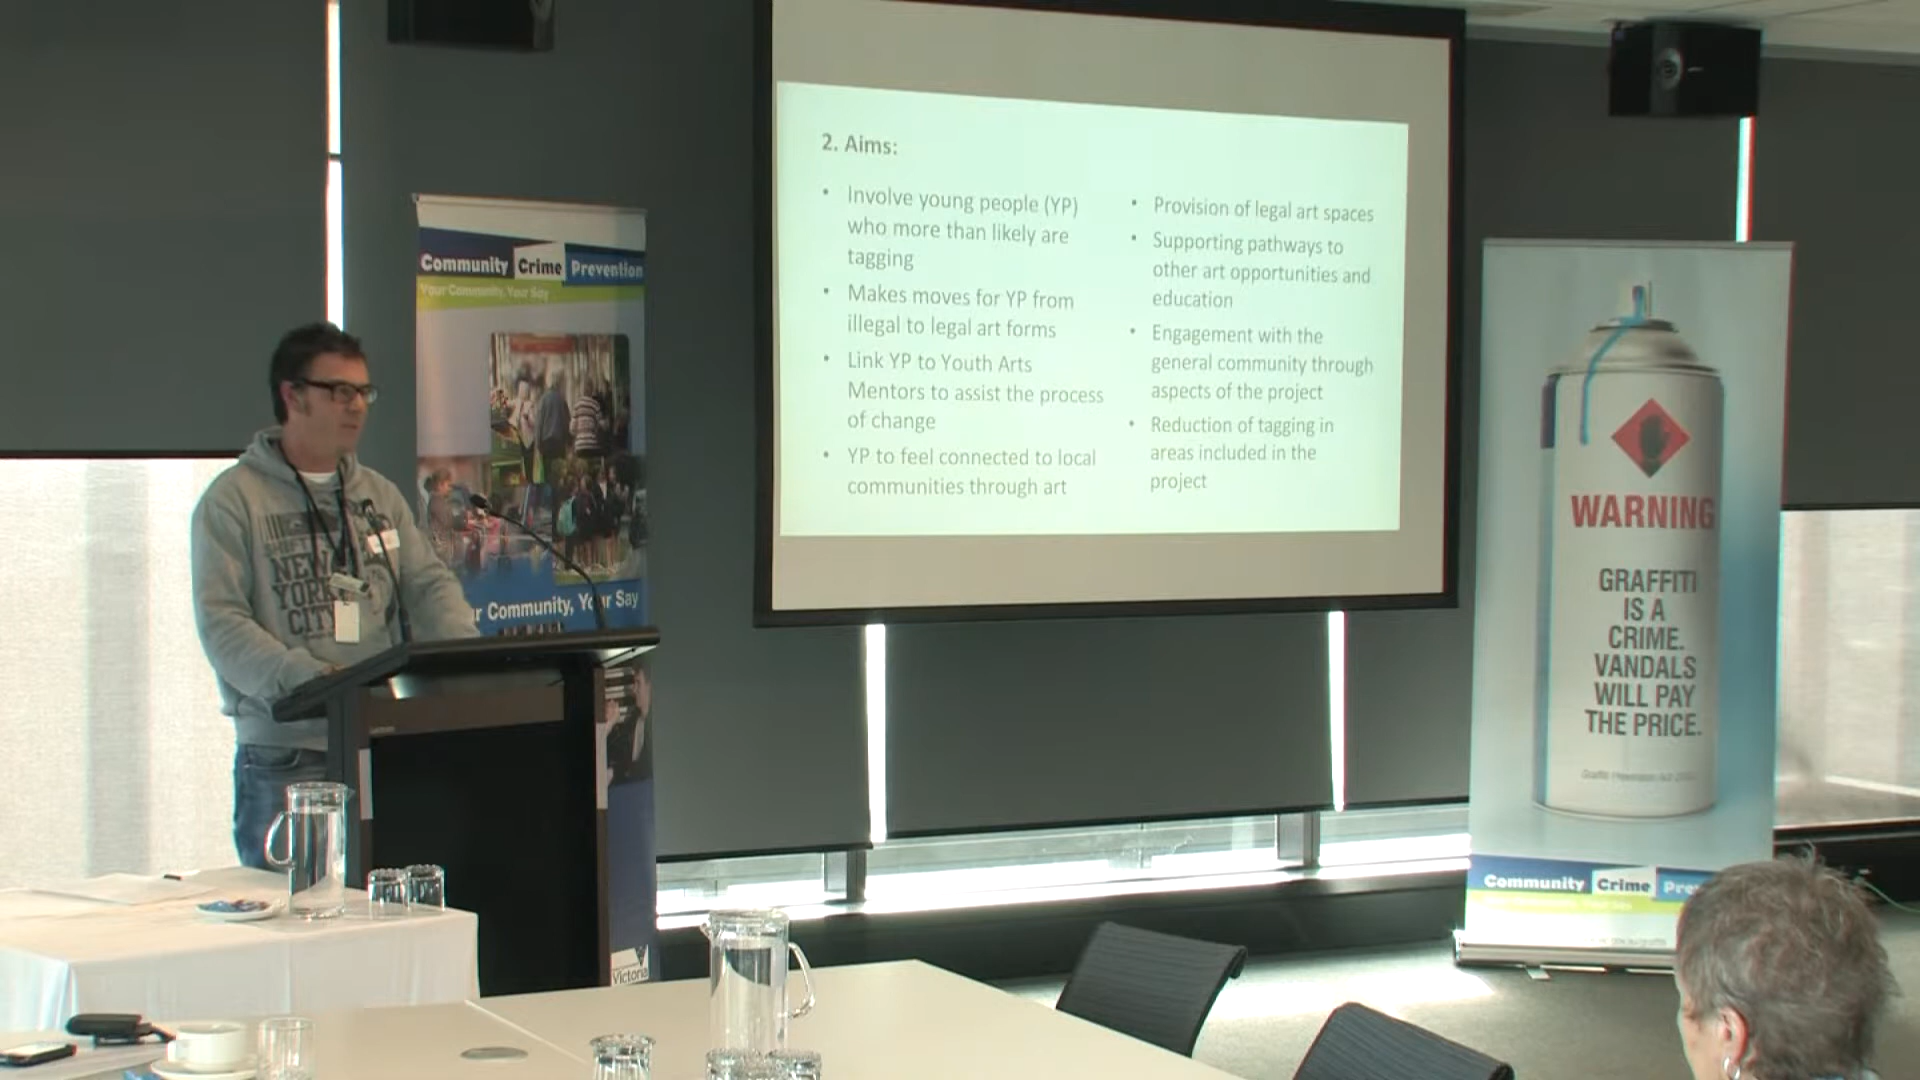 2. Aims:
• Involve young people (YP)
who more than likely are
tagging
• Makes moves for YP from
illegal to legal art forms
• Link YP to Youth Arts
Mentors to assist the process
of change
• YP to feel connected to local
communities through art
• Provision of legal art spaces
• Supporting pathways to
other art opportunities and
education
• Engagement with the
general community through
aspects of the project
• Reduction of tagging in
areas included in the
project
Community Crime Prevention
Your Community, Your Say
r Community, Your Say
Victoria
NEW
YORK
CITY
WARNING
GRAFFITI
IS A
CRIME.
VANDALS
WILL PAY
THE PRICE.
Community Crime Pre